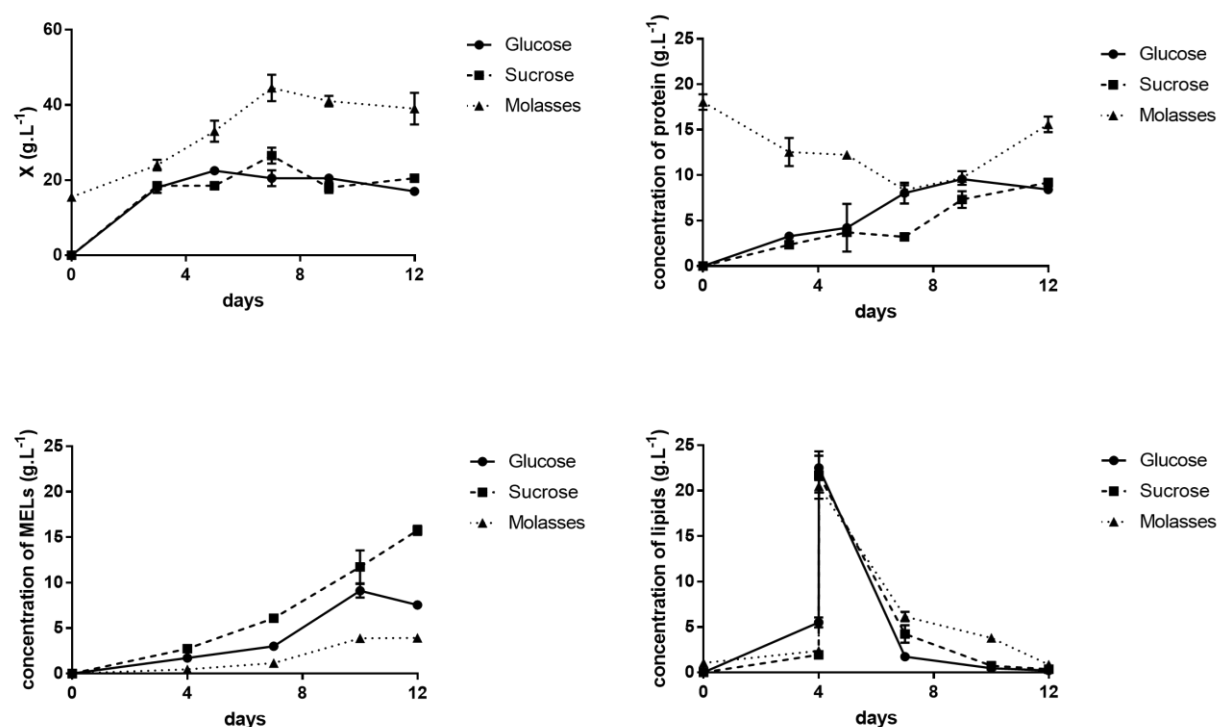 X (g.L⁻¹)
60
40
20
0
0 4 8 12
days
Glucose
Sucrose
Molasses
concentration of protein (g.L⁻¹)
25
20
15
10
5
0
0 4 8 12
days
Glucose
Sucrose
Molasses
concentration of MELs (g.L⁻¹)
25
20
15
10
5
0
0 4 8 12
days
Glucose
Sucrose
Molasses
concentration of lipids (g.L⁻¹)
25
20
15
10
5
0
0 4 8 12
days
Glucose
Sucrose
Molasses